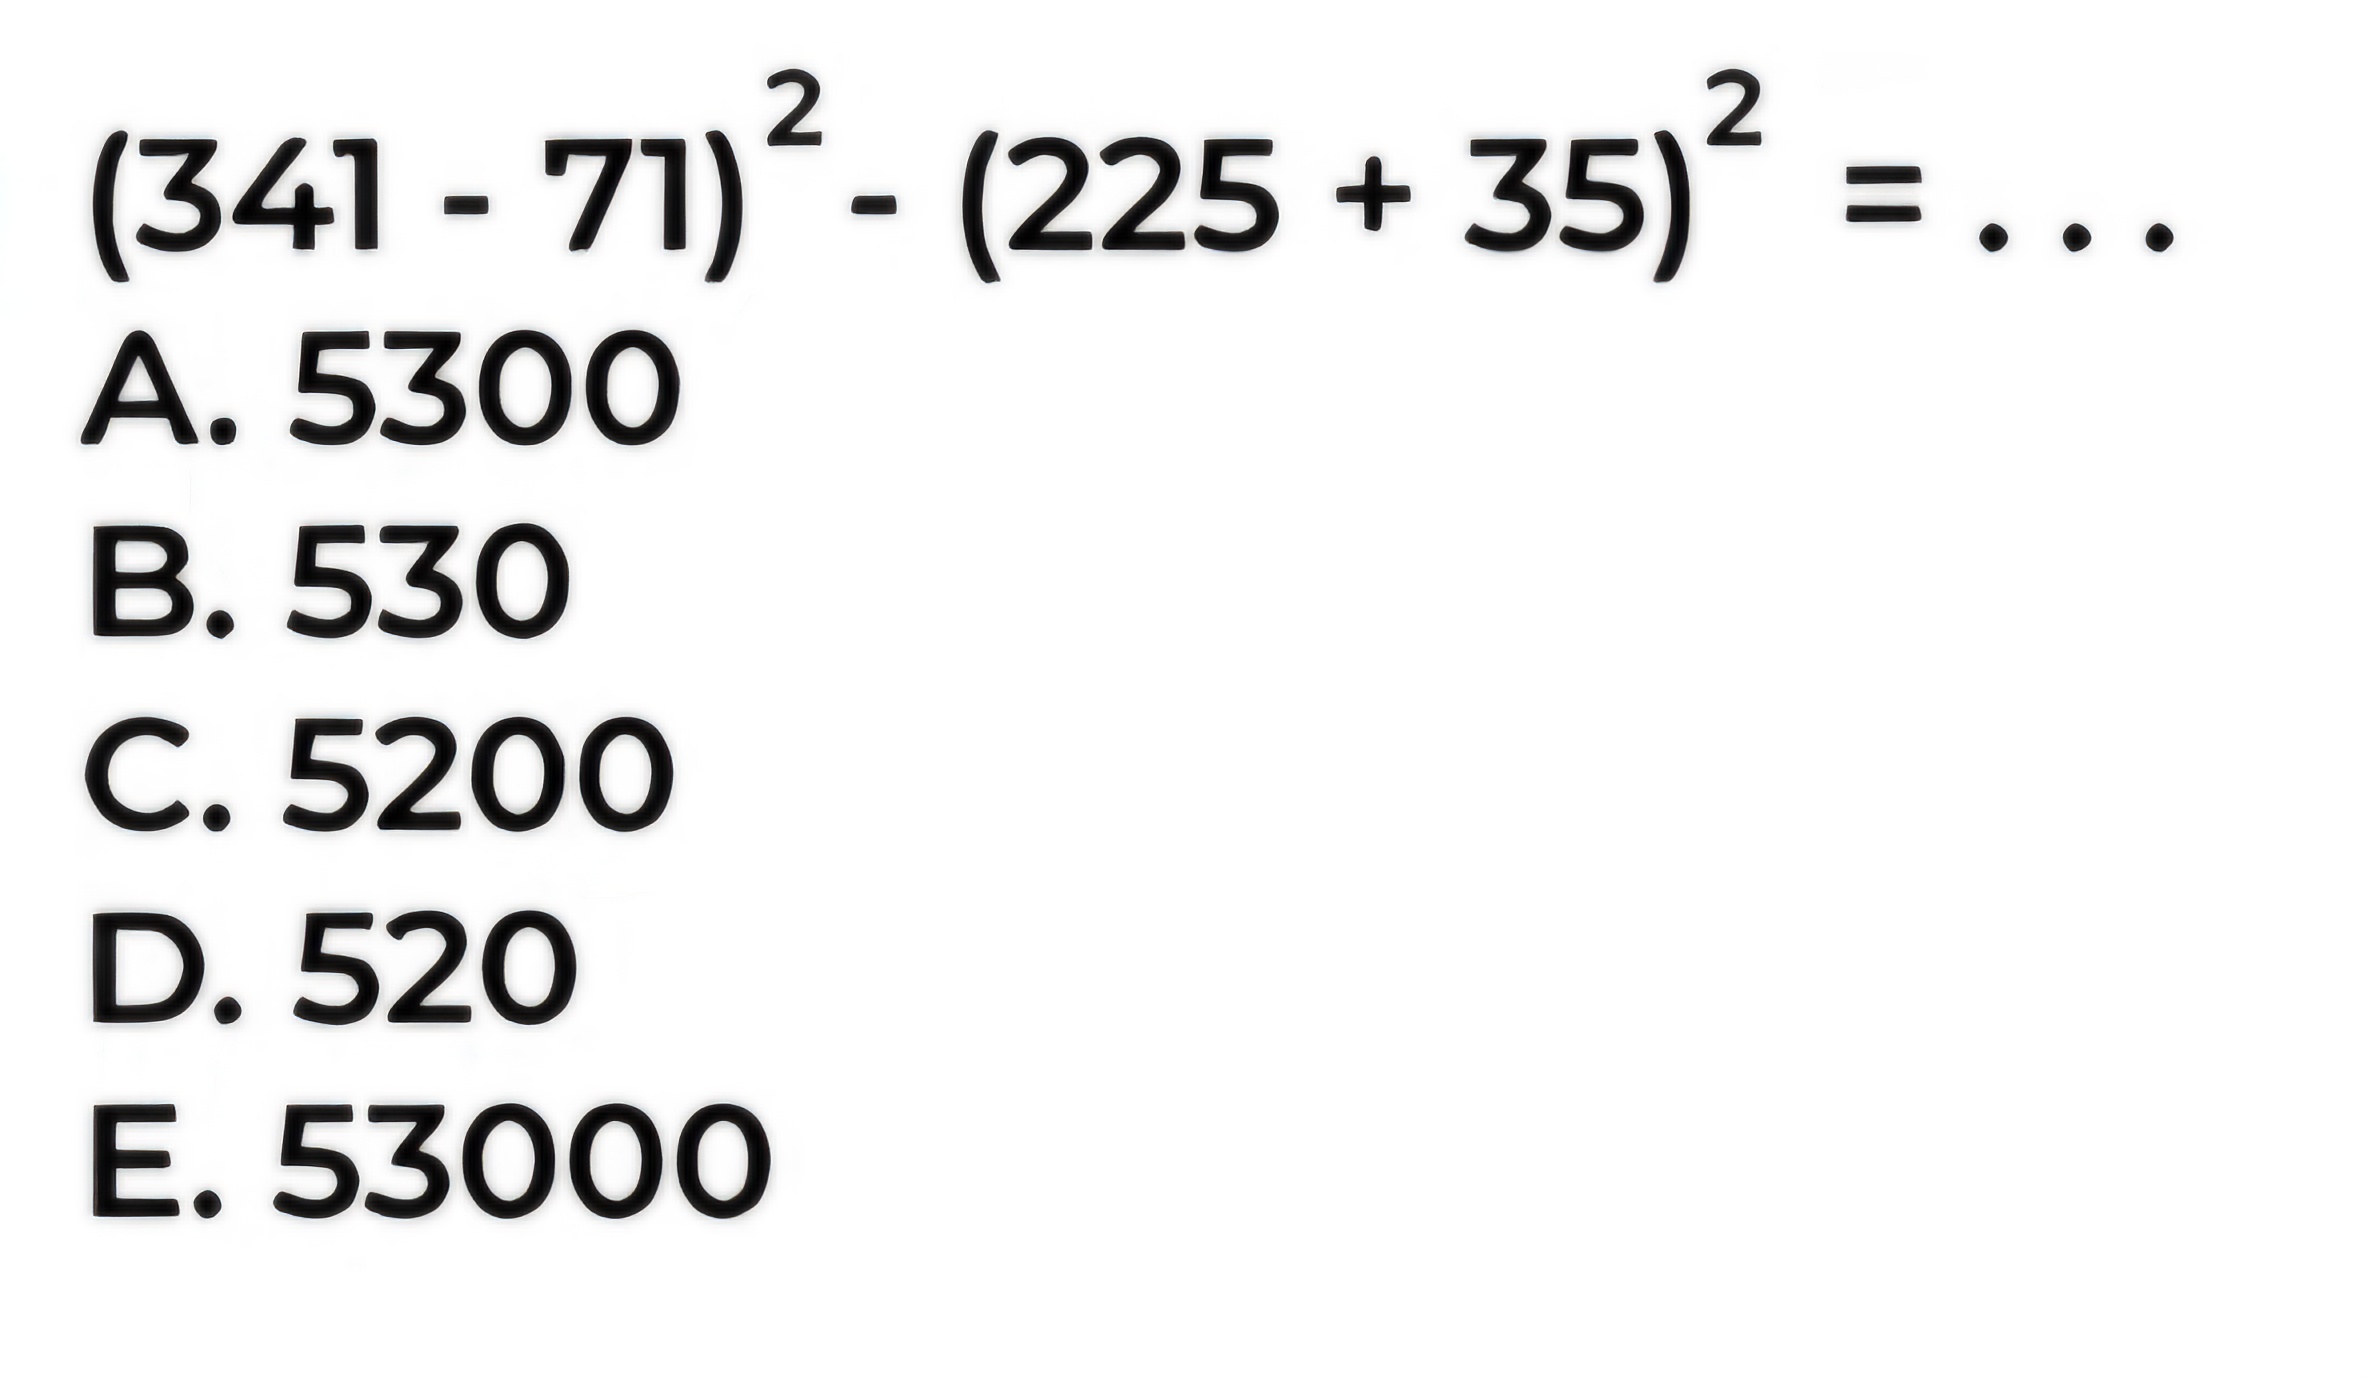 (341 - 71)² - (225 + 35)² = . . .
A. 5300
B. 530
C. 5200
D. 520
E. 53000